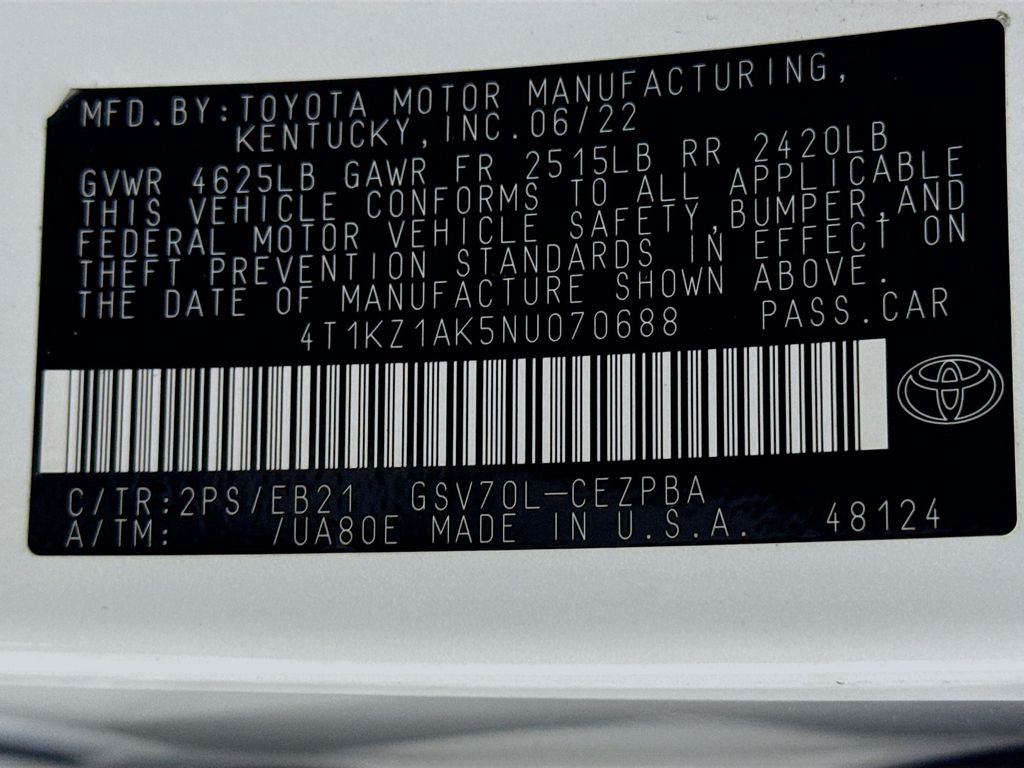 MFD.BY:TOYOTA MOTOR MANUFACTURING,
KENTUCKY,INC.06/22
GVWR 4625LB GAWR FR 2515LB RR 2420LB
THIS VEHICLE CONFORMS TO ALL APPLICABLE
FEDERAL MOTOR VEHICLE SAFETY,BUMPER,AND
THEFT PREVENTION STANDARDS IN EFFECT ON
THE DATE OF MANUFACTURE SHOWN ABOVE.
4T1KZ1AK5NU070688 PASS.CAR
C/TR:2PS/EB21 GSV70L-CEZPBA
A/TM: /UA80E MADE IN U.S.A. 48124